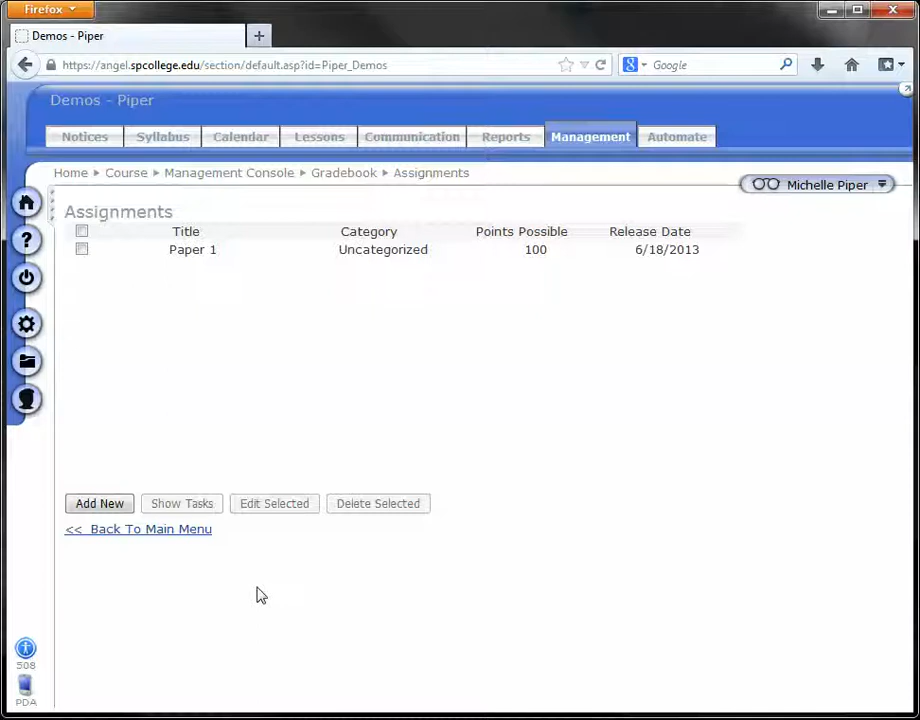 Firefox
Demos - Piper
https://angel.spcollege.edu/section/default.asp?id=Piper_Demos
Google
Demos - Piper
Notices Syllabus Calendar Lessons Communication Reports Management Automate
Home Course Management Console Gradebook Assignments
Michelle Piper
Assignments
Title Category Points Possible Release Date
Paper 1 Uncategorized 100 6/18/2013
Add New Show Tasks Edit Selected Delete Selected
<< Back To Main Menu
508
PDA